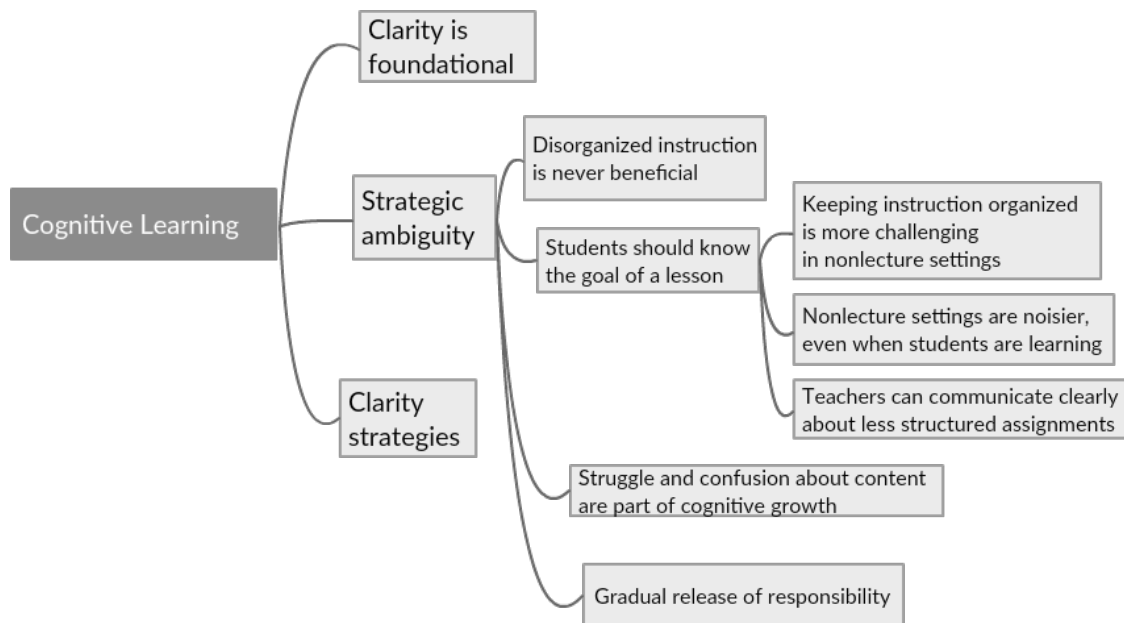 Clarity is
foundational
Disorganized instruction
is never beneficial
Cognitive Learning
Strategic
ambiguity
Students should know
the goal of a lesson
Keeping instruction organized
is more challenging
in nonlecture settings
Nonlecture settings are noisier,
even when students are learning
Teachers can communicate clearly
about less structured assignments
Clarity
strategies
Struggle and confusion about content
are part of cognitive growth
Gradual release of responsibility